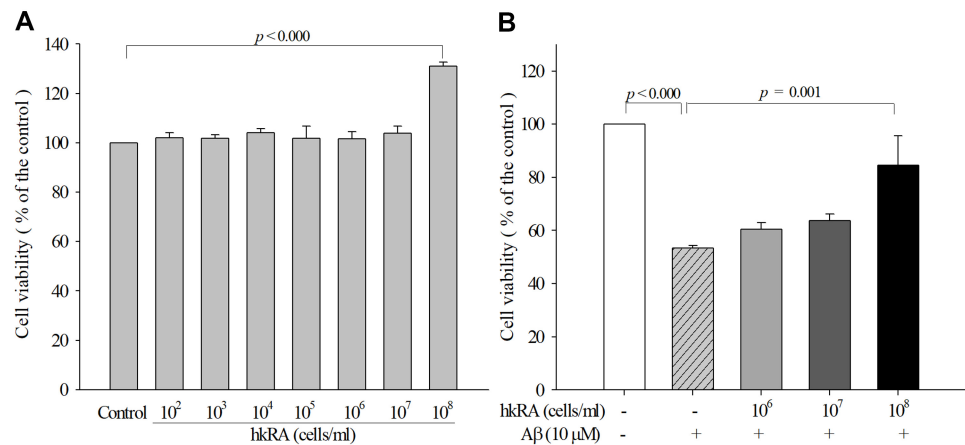 A
p < 0.000
140
120
100
80
60
40
20
0
Cell viability ( % of the control )
Control 10² 10³ 10⁴ 10⁵ 10⁶ 10⁷ 10⁸
hkRA (cells/ml)
B
p < 0.000
p = 0.001
120
100
80
60
40
20
0
Cell viability ( % of the control )
hkRA (cells/ml) - - 10⁶ 10⁷ 10⁸
Aβ (10 μM) - + + + +